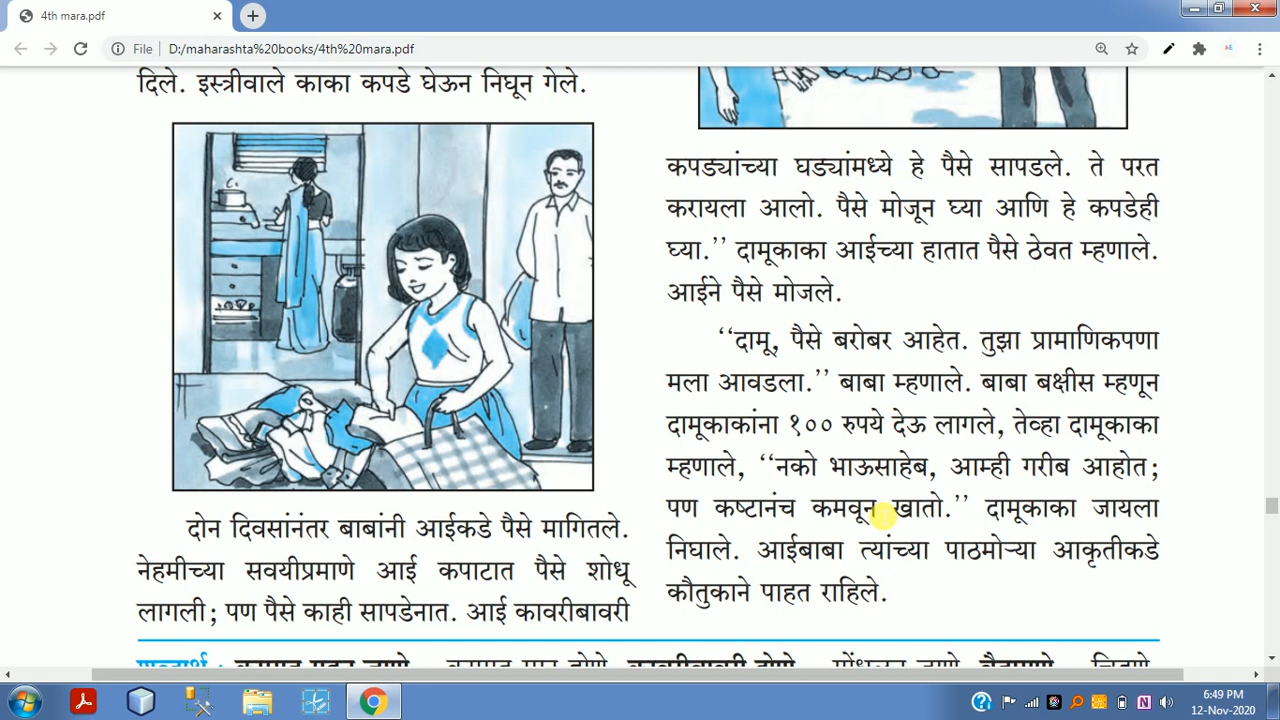 4th mara.pdf
File
D:/maharashta%20books/4th%20mara.pdf
दिले. इस्त्रीवाले काका कपडे घेऊन निघून गेले.
दोन दिवसांनंतर बाबांनी आईकडे पैसे मागितले.
नेहमीच्या सवयीप्रमाणे आई कपाटात पैसे शोधू
लागली; पण पैसे काही सापडेनात. आई कावरीबावरी
कपड्यांच्या घड्यांमध्ये हे पैसे सापडले. ते परत
करायला आलो. पैसे मोजून घ्या आणि हे कपडेही
घ्या.’’ दामूकाका आईच्या हातात पैसे ठेवत म्हणाले.
आईने पैसे मोजले.
‘‘दामू, पैसे बरोबर आहेत. तुझा प्रामाणिकपणा
मला आवडला.’’ बाबा म्हणाले. बाबा बक्षीस म्हणून
दामूकाकांना १०० रुपये देऊ लागले, तेव्हा दामूकाका
म्हणाले, ‘‘नको भाऊसाहेब, आम्ही गरीब आहोत;
पण कष्टानंच कमवून खातो.’’ दामूकाका जायला
निघाले. आईबाबा त्यांच्या पाठमोऱ्या आकृतीकडे
कौतुकाने पाहत राहिले.
6:49 PM
12-Nov-2020